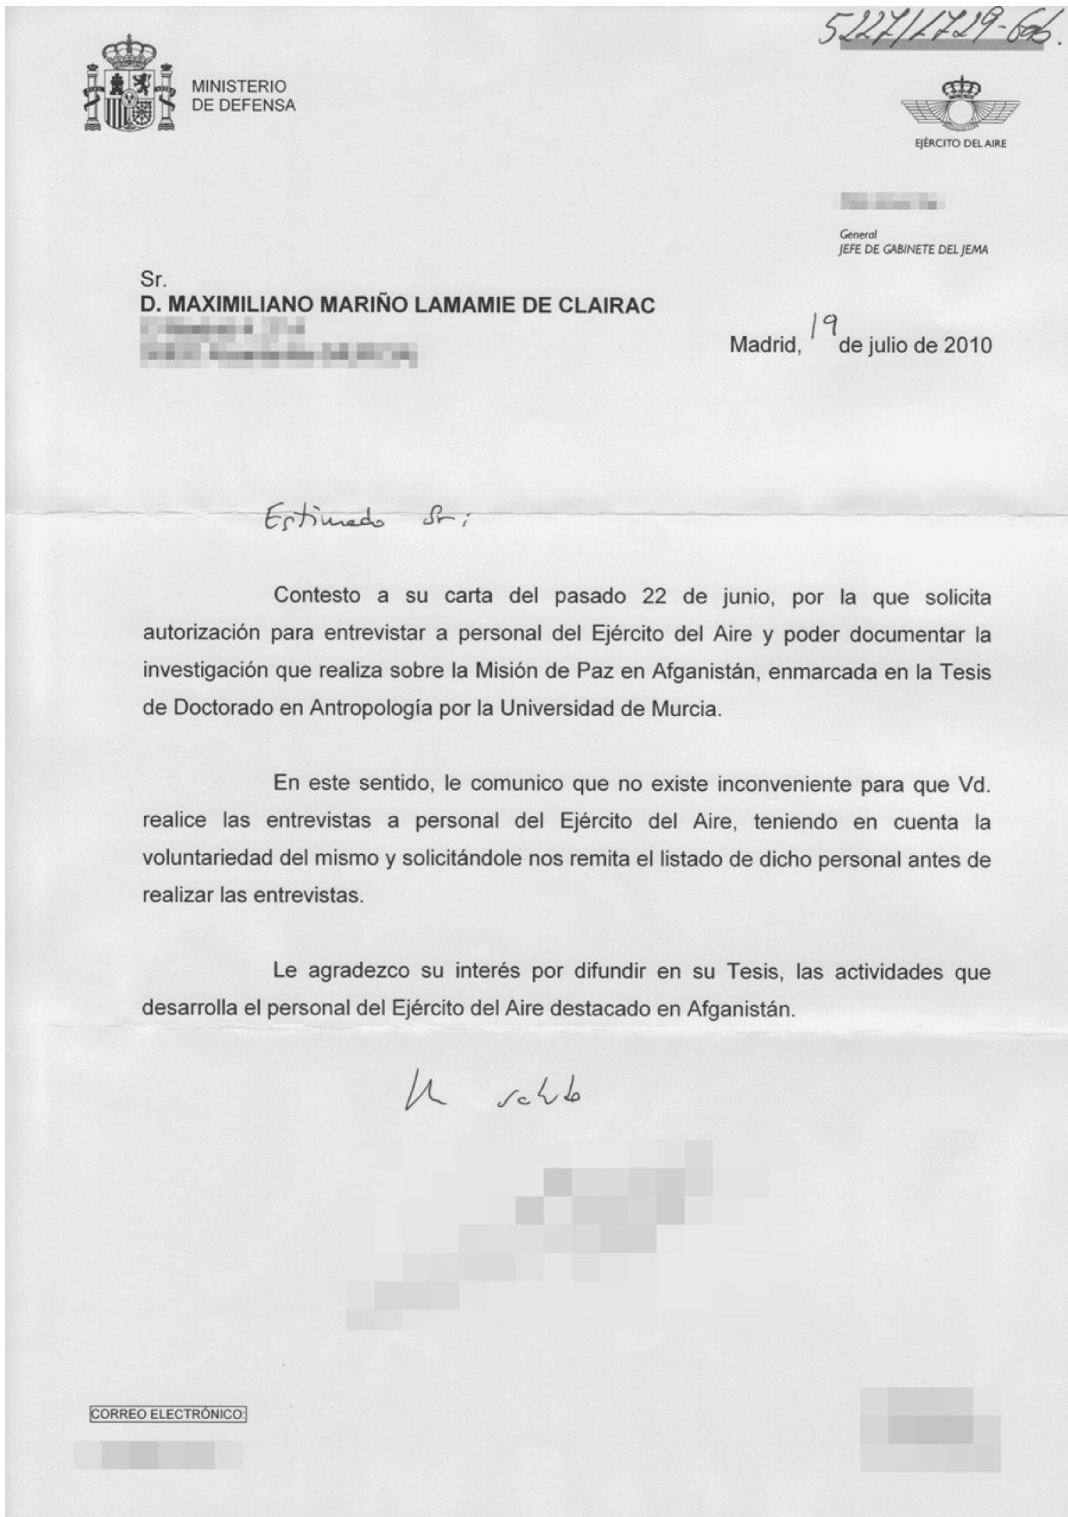 5227/1729-Gab.
MINISTERIO
DE DEFENSA
EJÉRCITO DEL AIRE
General
JEFE DE GABINETE DEL JEMA
Sr.
D. MAXIMILIANO MARIÑO LAMAMIE DE CLAIRAC
Madrid, 19 de julio de 2010
Estimado Sr:
Contesto a su carta del pasado 22 de junio, por la que solicita
autorización para entrevistar a personal del Ejército del Aire y poder documentar la
investigación que realiza sobre la Misión de Paz en Afganistán, enmarcada en la Tesis
de Doctorado en Antropología por la Universidad de Murcia.
En este sentido, le comunico que no existe inconveniente para que Vd.
realice las entrevistas a personal del Ejército del Aire, teniendo en cuenta la
voluntariedad del mismo y solicitándole nos remita el listado de dicho personal antes de
realizar las entrevistas.
Le agradezco su interés por difundir en su Tesis, las actividades que
desarrolla el personal del Ejército del Aire destacado en Afganistán.
Un saludo
CORREO ELECTRÓNICO: